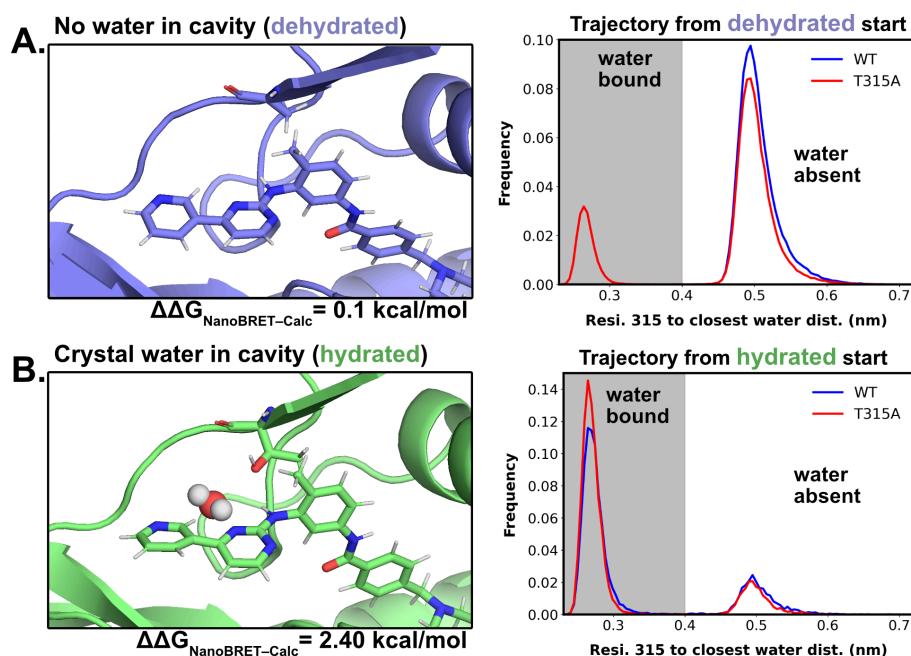 A.
No water in cavity (dehydrated)
ΔΔG NanoBRET–Calc = 0.1 kcal/mol
Trajectory from dehydrated start
water
bound
WT
T315A
water
absent
Frequency
0.10
0.08
0.06
0.04
0.02
0.00
0.3 0.4 0.5 0.6 0.7
Resi. 315 to closest water dist. (nm)
B.
Crystal water in cavity (hydrated)
ΔΔG NanoBRET–Calc = 2.40 kcal/mol
Trajectory from hydrated start
water
bound
WT
T315A
water
absent
Frequency
0.14
0.12
0.10
0.08
0.06
0.04
0.02
0.00
0.3 0.4 0.5 0.6 0.7
Resi. 315 to closest water dist. (nm)